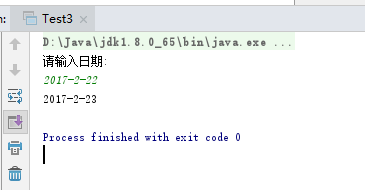 n: Test3
D:\Java\jdk1.8.0_65\bin\java.exe ...
请输入日期:
2017-2-22
2017-2-23
Process finished with exit code 0